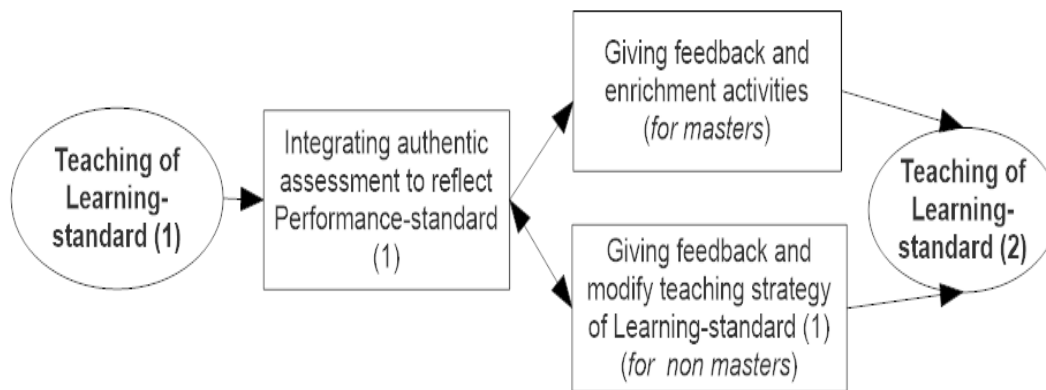 Teaching of
Learning-
standard (1)
Integrating authentic
assessment to reflect
Performance-standard
(1)
Giving feedback and
enrichment activities
(for masters)
Giving feedback and
modify teaching strategy
of Learning-standard (1)
(for non masters)
Teaching of
Learning-
standard (2)